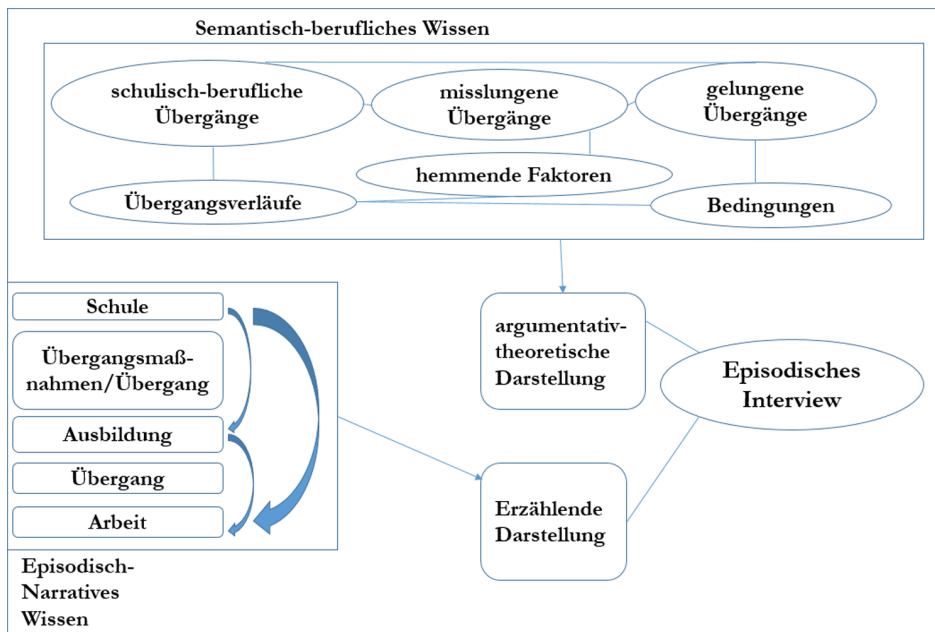 Semantisch-berufliches Wissen
schulisch-berufliche
Übergänge
misslungene
Übergänge
gelungene
Übergänge
hemmende Faktoren
Übergangsverläufe
Bedingungen
Schule
Übergangsmaß-
nahmen/Übergang
Ausbildung
Übergang
Arbeit
argumentativ-
theoretische
Darstellung
Episodisches
Interview
Erzählende
Darstellung
Episodisch-
Narratives
Wissen